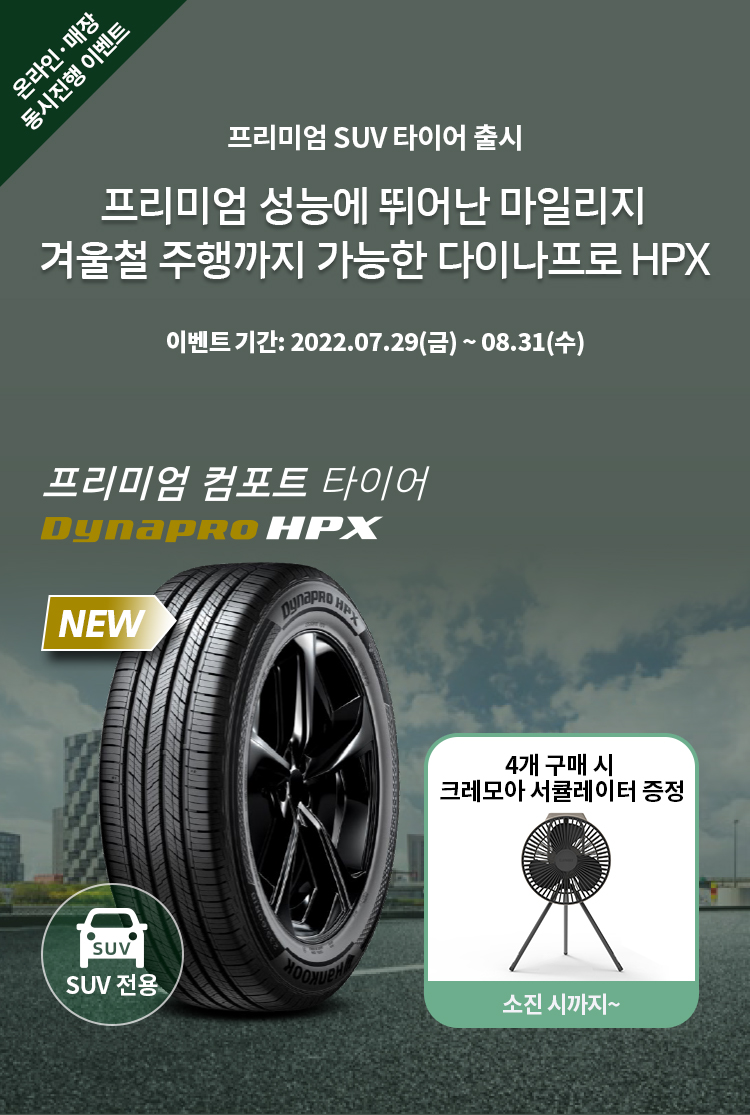 온라인·매장
동시진행 이벤트
프리미엄 SUV 타이어 출시
프리미엄 성능에 뛰어난 마일리지
겨울철 주행까지 가능한 다이나프로 HPX
이벤트 기간: 2022.07.29(금) ~ 08.31(수)
프리미엄 컴포트 타이어
DynaPRO HPX
NEW
DynaPRO HPX
4개 구매 시
크레모아 서큘레이터 증정
SUV
SUV 전용
Hankook
소진 시까지~